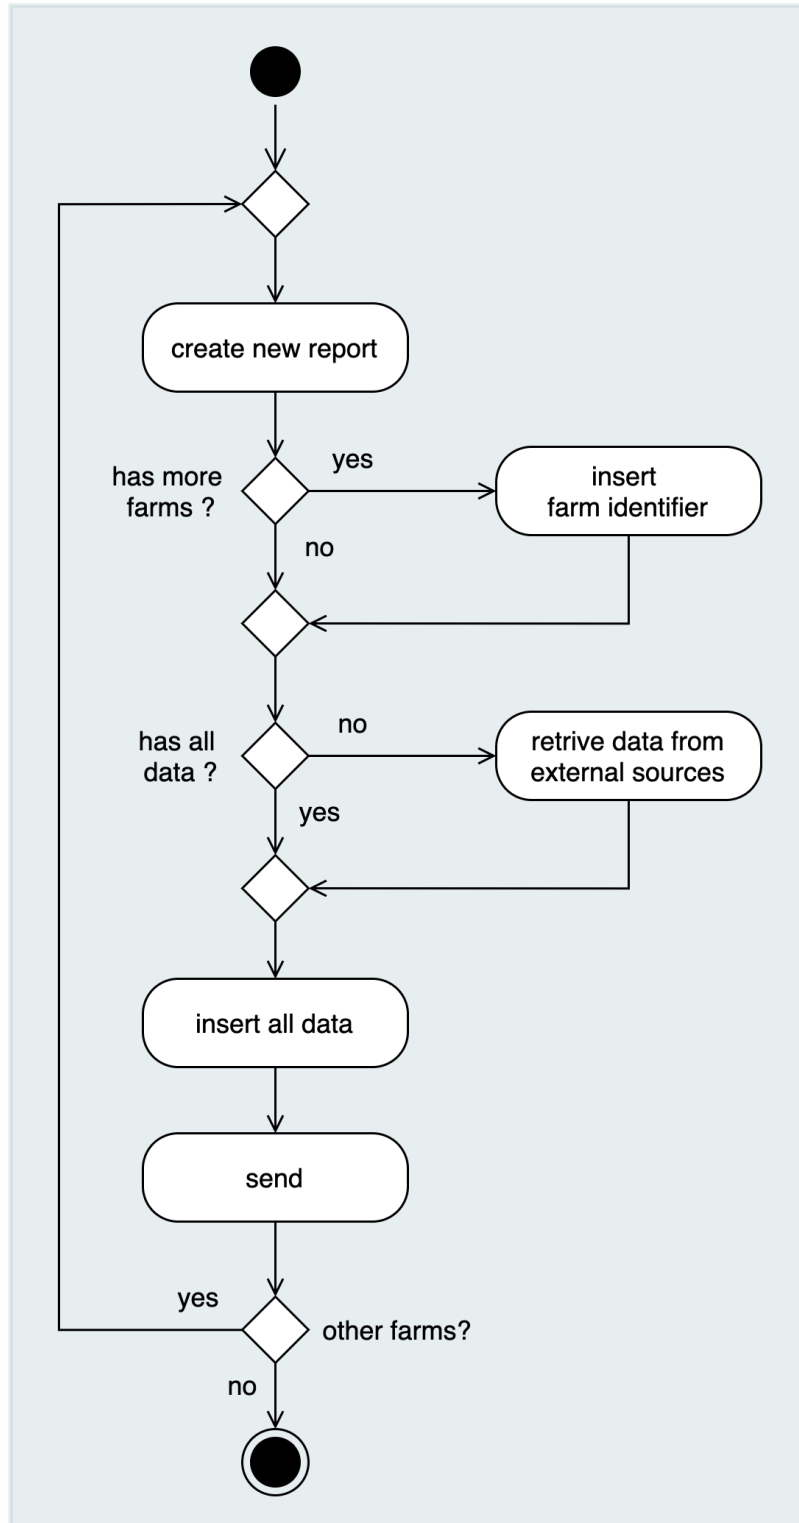 create new report
has more
farms ?
yes
insert
farm identifier
no
has all
data ?
no
retrive data from
external sources
yes
insert all data
send
yes
other farms?
no